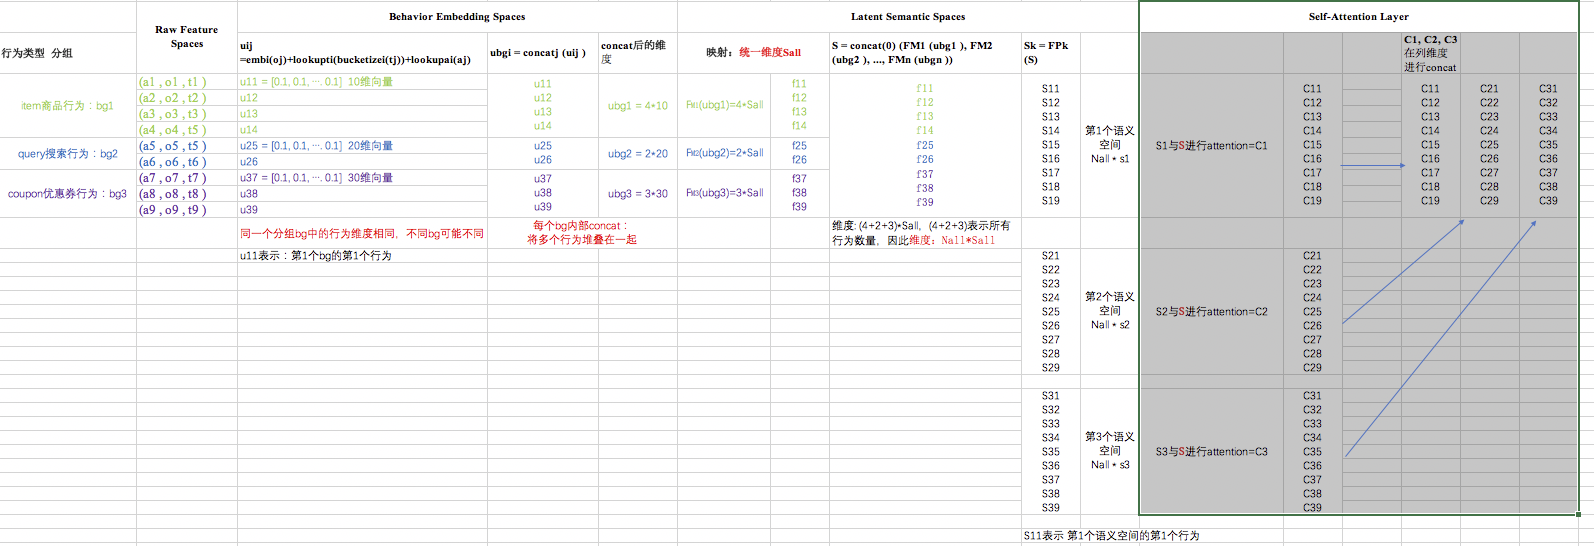 Behavior Embedding Spaces
Latent Semantic Spaces
Self-Attention Layer
行为类型 分组
Raw Feature
Spaces
uij
=embi(oj)+lookupti(bucketizei(tj))+lookupai(aj)
ubgi = concatj (uij )
concat后的维
度
映射：统一维度Sall
S = concat(0) (FM1 (ubg1 ), FM2
(ubg2 ), ..., FMn (ubgn ))
Sk = FPk
(S)
C1, C2, C3
在列维度
进行concat
item商品行为：bg1
(a1 , o1 , t1 )
(a2 , o2 , t2 )
(a3 , o3 , t3 )
(a4 , o4 , t5 )
u11 = [0.1, 0.1, ···, 0.1] 10维向量
u12
u13
u14
u11
u12
u13
u14
ubg1 = 4*10
FM1(ubg1)=4*Sall
f11
f12
f13
f14
query搜索行为：bg2
(a5 , o5 , t5 )
(a6 , o6 , t6 )
u25 = [0.1, 0.1, ···, 0.1] 20维向量
u26
u25
u26
ubg2 = 2*20
FM2(ubg2)=2*Sall
f25
f26
coupon优惠券行为：bg3
(a7 , o7 , t7 )
(a8 , o8 , t8 )
(a9 , o9 , t9 )
u37 = [0.1, 0.1, ···, 0.1] 30维向量
u38
u39
u37
u38
u39
ubg3 = 3*30
FM3(ubg3)=3*Sall
f37
f38
f39
f11
f12
f13
f14
f25
f26
f37
f38
f39
S11
S12
S13
S14
S15
S16
S17
S18
S19
第1个语义
空间
Nall * s1
S1与S进行attention=C1
C11
C12
C13
C14
C15
C16
C17
C18
C19
C11
C12
C13
C14
C15
C16
C17
C18
C19
C21
C22
C23
C24
C25
C26
C27
C28
C29
C31
C32
C33
C34
C35
C36
C37
C38
C39
同一个分组bg中的行为维度相同，不同bg可能不同
每个bg内部concat：
将多个行为堆叠在一起
维度: (4+2+3)*Sall，(4+2+3)表示所有
行为数量，因此维度：Nall*Sall
u11表示：第1个bg的第1个行为
S21
S22
S23
S24
S25
S26
S27
S28
S29
第2个语义
空间
Nall * s2
S2与S进行attention=C2
C21
C22
C23
C24
C25
C26
C27
C28
C29
S31
S32
S33
S34
S35
S36
S37
S38
S39
第3个语义
空间
Nall * s3
S3与S进行attention=C3
C31
C32
C33
C34
C35
C36
C37
C38
C39
S11表示 第1个语义空间的第1个行为